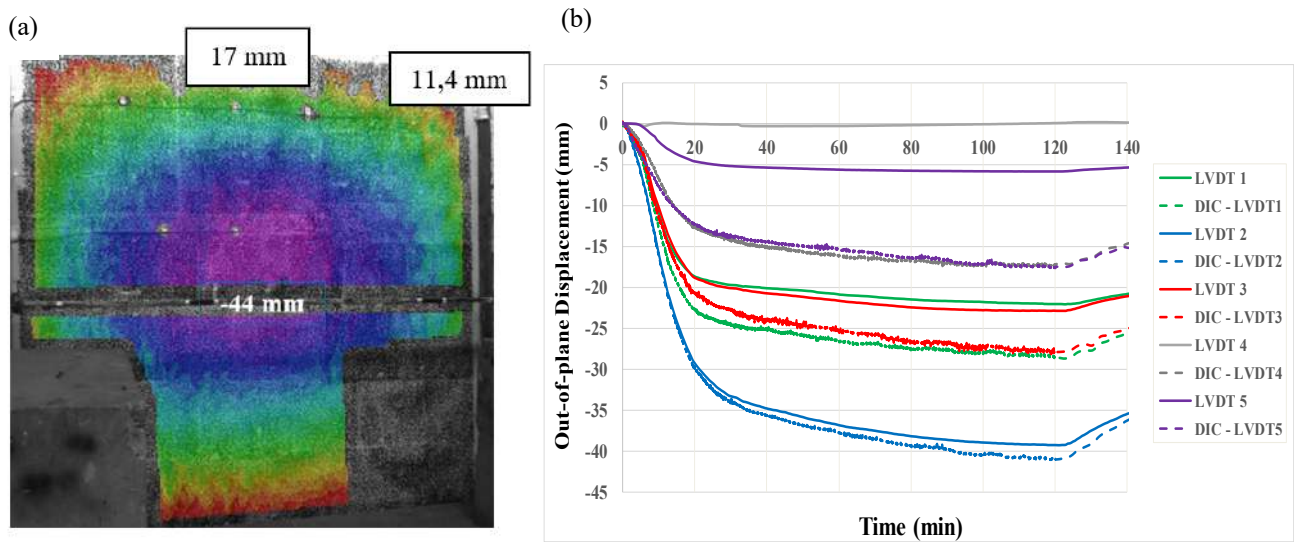 (a)
17 mm
11,4 mm
-44 mm
(b)
5
0
-5
-10
-15
-20
-25
-30
-35
-40
-45
0 20 40 60 80 100 120 140
Out-of-plane Displacement (mm)
Time (min)
LVDT 1
DIC - LVDT1
LVDT 2
DIC - LVDT2
LVDT 3
DIC - LVDT3
LVDT 4
DIC - LVDT4
LVDT 5
DIC - LVDT5